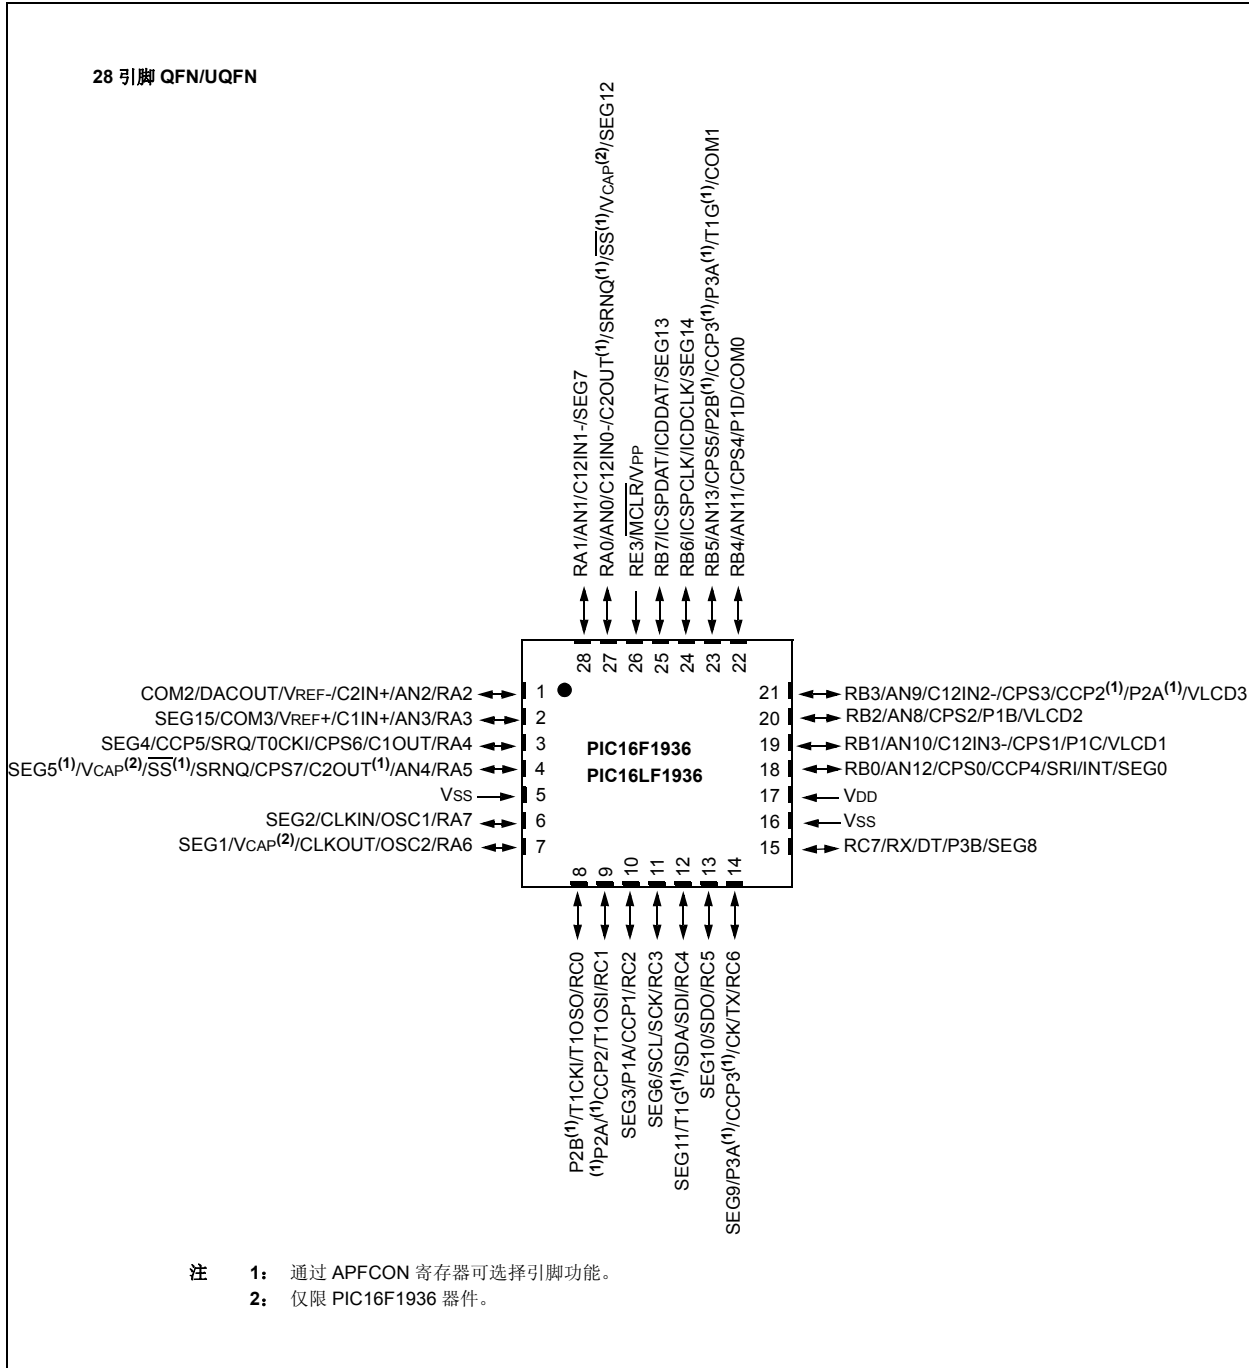 28 引脚 QFN/UQFN
RA1/AN1/C12IN1-/SEG7
RA0/AN0/C12IN0-/C2OUT(1)/SRNQ(1)/SS(1)/VCAP(2)/SEG12
RE3/MCLR/VPP
RB7/ICSPDAT/ICDDAT/SEG13
RB6/ICSPCLK/ICDCLK/SEG14
RB5/AN13/CPS5/P2B(1)/CCP3(1)/P3A(1)/T1G(1)/COM1
RB4/AN11/CPS4/P1D/COM0
28
27
26
25
24
23
22
COM2/DACOUT/VREF-/C2IN+/AN2/RA2 1
SEG15/COM3/VREF+/C1IN+/AN3/RA3 2
SEG4/CCP5/SRQ/T0CKI/CPS6/C1OUT/RA4 3
SEG5(1)/VCAP(2)/SS(1)/SRNQ/CPS7/C2OUT(1)/AN4/RA5 4
VSS 5
SEG2/CLKIN/OSC1/RA7 6
SEG1/VCAP(2)/CLKOUT/OSC2/RA6 7
PIC16F1936
PIC16LF1936
21 RB3/AN9/C12IN2-/CPS3/CCP2(1)/P2A(1)/VLCD3
20 RB2/AN8/CPS2/P1B/VLCD2
19 RB1/AN10/C12IN3-/CPS1/P1C/VLCD1
18 RB0/AN12/CPS0/CCP4/SRI/INT/SEG0
17 VDD
16 VSS
15 RC7/RX/DT/P3B/SEG8
8
9
10
11
12
13
14
P2B(1)/T1CKI/T1OSO/RC0
(1)P2A/(1)CCP2/T1OSI/RC1
SEG3/P1A/CCP1/RC2
SEG6/SCL/SCK/RC3
SEG11/T1G(1)/SDA/SDI/RC4
SEG10/SDO/RC5
SEG9/P3A(1)/CCP3(1)/CK/TX/RC6
注 1： 通过 APFCON 寄存器可选择引脚功能。
2： 仅限 PIC16F1936 器件。